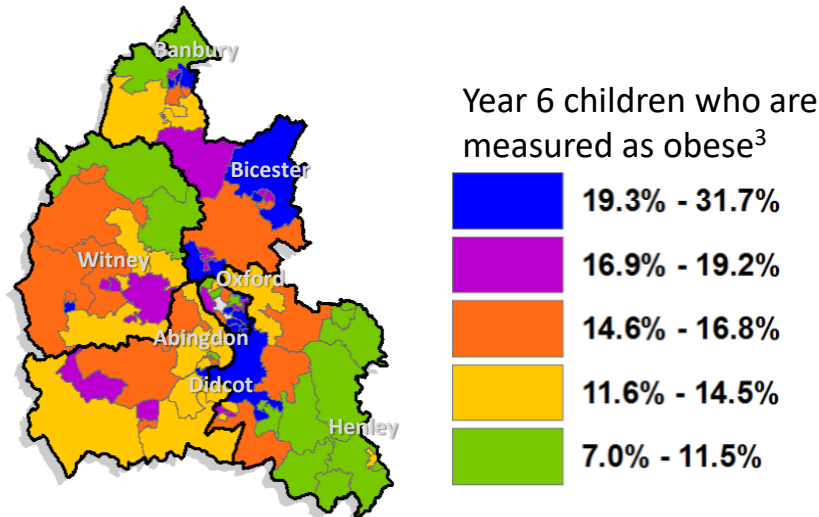 Banbury
Bicester
Witney
Oxford
Abingdon
Didcot
Henley
Year 6 children who are
measured as obese³
19.3% - 31.7%
16.9% - 19.2%
14.6% - 16.8%
11.6% - 14.5%
7.0% - 11.5%